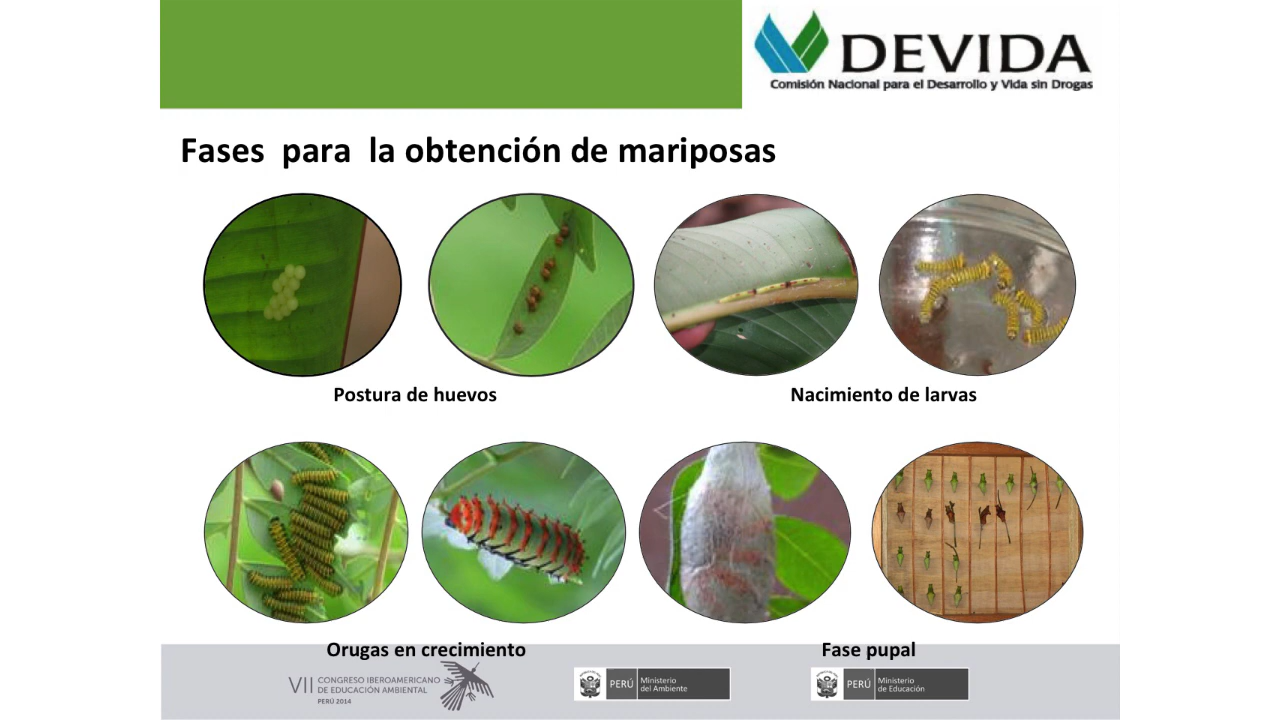 DEVIDA
Comisión Nacional para el Desarrollo y Vida sin Drogas
Fases para la obtención de mariposas
Postura de huevos
Nacimiento de larvas
Orugas en crecimiento
Fase pupal
VII CONGRESO IBEROAMERICANO
DE EDUCACIÓN AMBIENTAL
PERÚ 2014
PERÚ Ministerio
del Ambiente
PERÚ Ministerio
de Educación